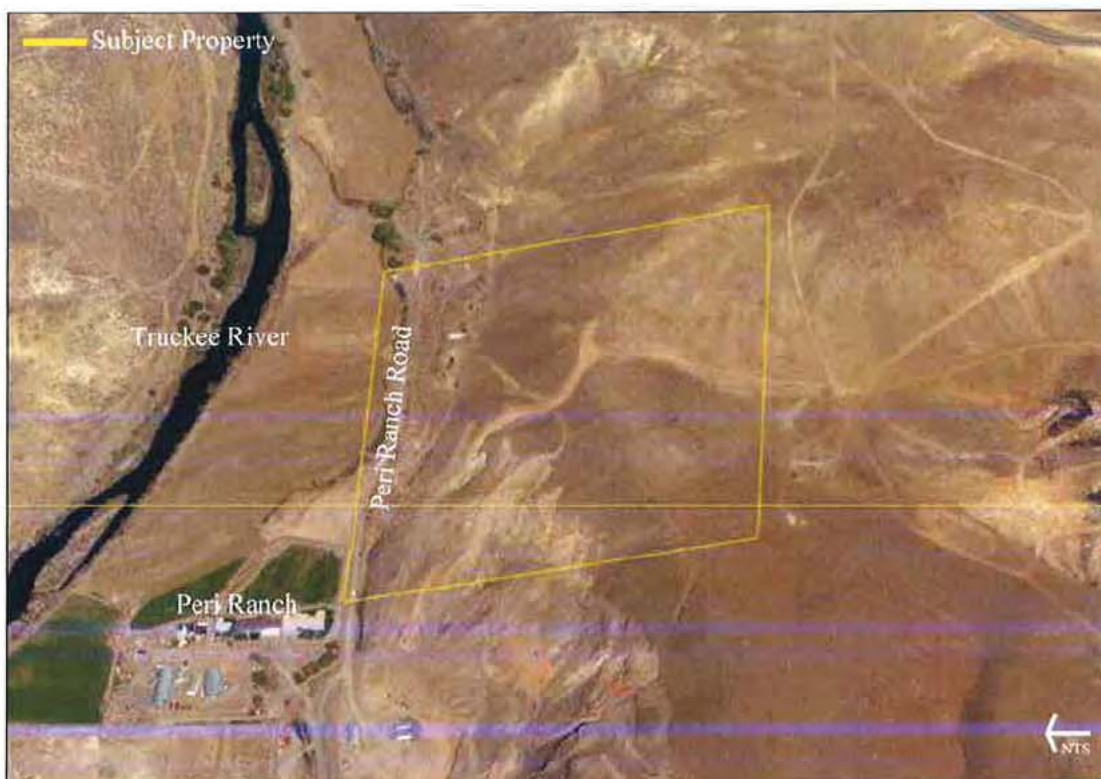 Subject Property
Truckee River
Peri Ranch Road
Peri Ranch
NTS